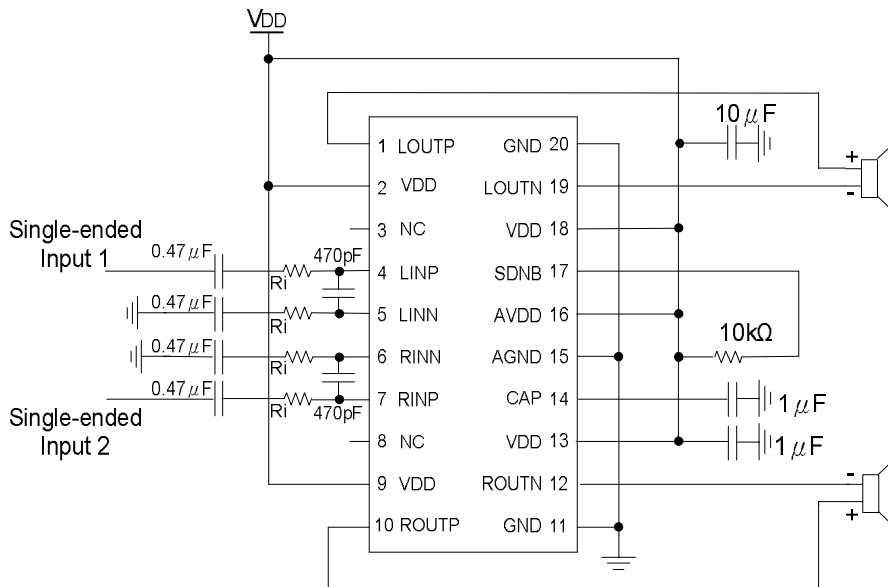 VDD
10μF
1 LOUTP GND 20
+
2 VDD LOUTN 19
-
3 NC VDD 18
Single-ended
Input 1
0.47μF
Ri
470pF
4 LINP SDNB 17
0.47μF
Ri
5 LINN AVDD 16
10kΩ
0.47μF
Ri
6 RINN AGND 15
0.47μF
Ri
470pF
7 RINP CAP 14
1μF
Single-ended
Input 2
8 NC VDD 13
1μF
9 VDD ROUTN 12
-
+
10 ROUTP GND 11